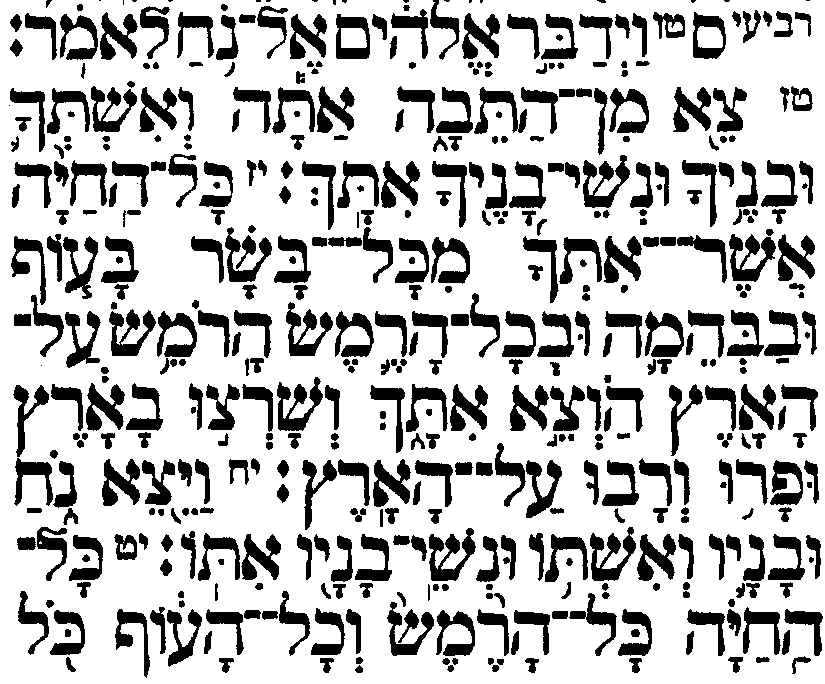 רביעי ס טו וַיְדַבֵּר אֱלֹהִים אֶל־נֹחַ לֵאמֹר׃
טז צֵא מִן־הַתֵּבָה אַתָּה וְאִשְׁתְּךָ
וּבָנֶיךָ וּנְשֵׁי־בָנֶיךָ אִתָּךְ׃ יז כָּל־הַחַיָּה
אֲשֶׁר־אִתְּךָ מִכָּל־בָּשָׂר בָּעוֹף
וּבַבְּהֵמָה וּבְכָל־הָרֶמֶשׂ הָרֹמֵשׂ עַל־
הָאָרֶץ הַוְצֵא אִתָּךְ וְשָׁרְצוּ בָאָרֶץ
וּפָרוּ וְרָבוּ עַל־הָאָרֶץ׃ יח וַיֵּצֵא נֹחַ
וּבָנָיו וְאִשְׁתּוֹ וּנְשֵׁי־בָנָיו אִתּוֹ׃ יט כָּל־
הַחַיָּה כָּל־הָרֶמֶשׂ וְכָל־הָעוֹף כֹּל